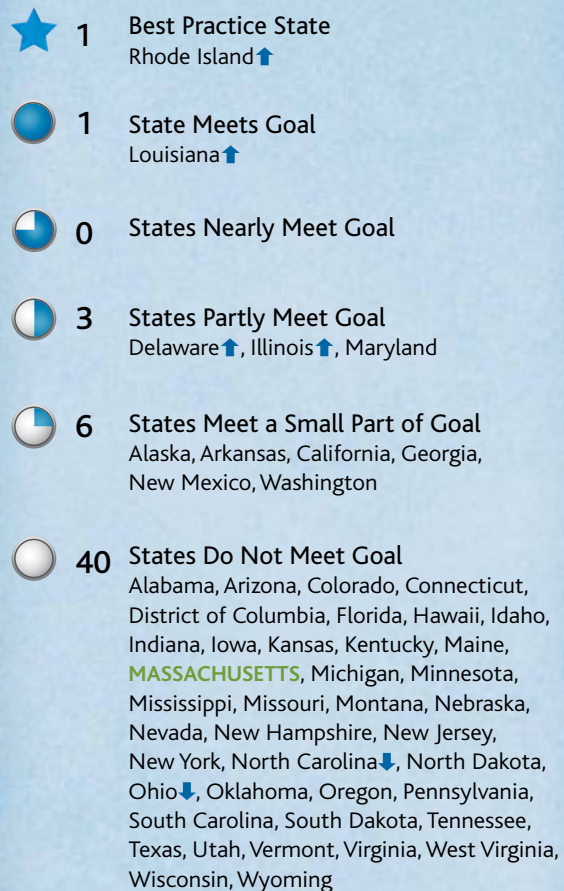 1 Best Practice State
Rhode Island⬆
1 State Meets Goal
Louisiana⬆
0 States Nearly Meet Goal
3 States Partly Meet Goal
Delaware⬆, Illinois⬆, Maryland
6 States Meet a Small Part of Goal
Alaska, Arkansas, California, Georgia,
New Mexico, Washington
40 States Do Not Meet Goal
Alabama, Arizona, Colorado, Connecticut,
District of Columbia, Florida, Hawaii, Idaho,
Indiana, Iowa, Kansas, Kentucky, Maine,
MASSACHUSETTS, Michigan, Minnesota,
Mississippi, Missouri, Montana, Nebraska,
Nevada, New Hampshire, New Jersey,
New York, North Carolina⬇, North Dakota,
Ohio⬇, Oklahoma, Oregon, Pennsylvania,
South Carolina, South Dakota, Tennessee,
Texas, Utah, Vermont, Virginia, West Virginia,
Wisconsin, Wyoming